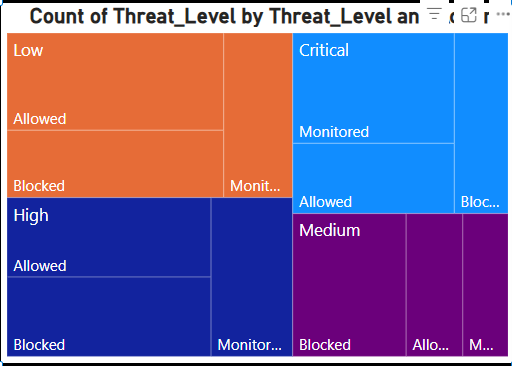 Count of Threat_Level by Threat_Level an
Low
Allowed
Blocked
Monit...
Critical
Monitored
Allowed
Bloc...
High
Allowed
Blocked
Monitor...
Medium
Blocked
Allo...
M...